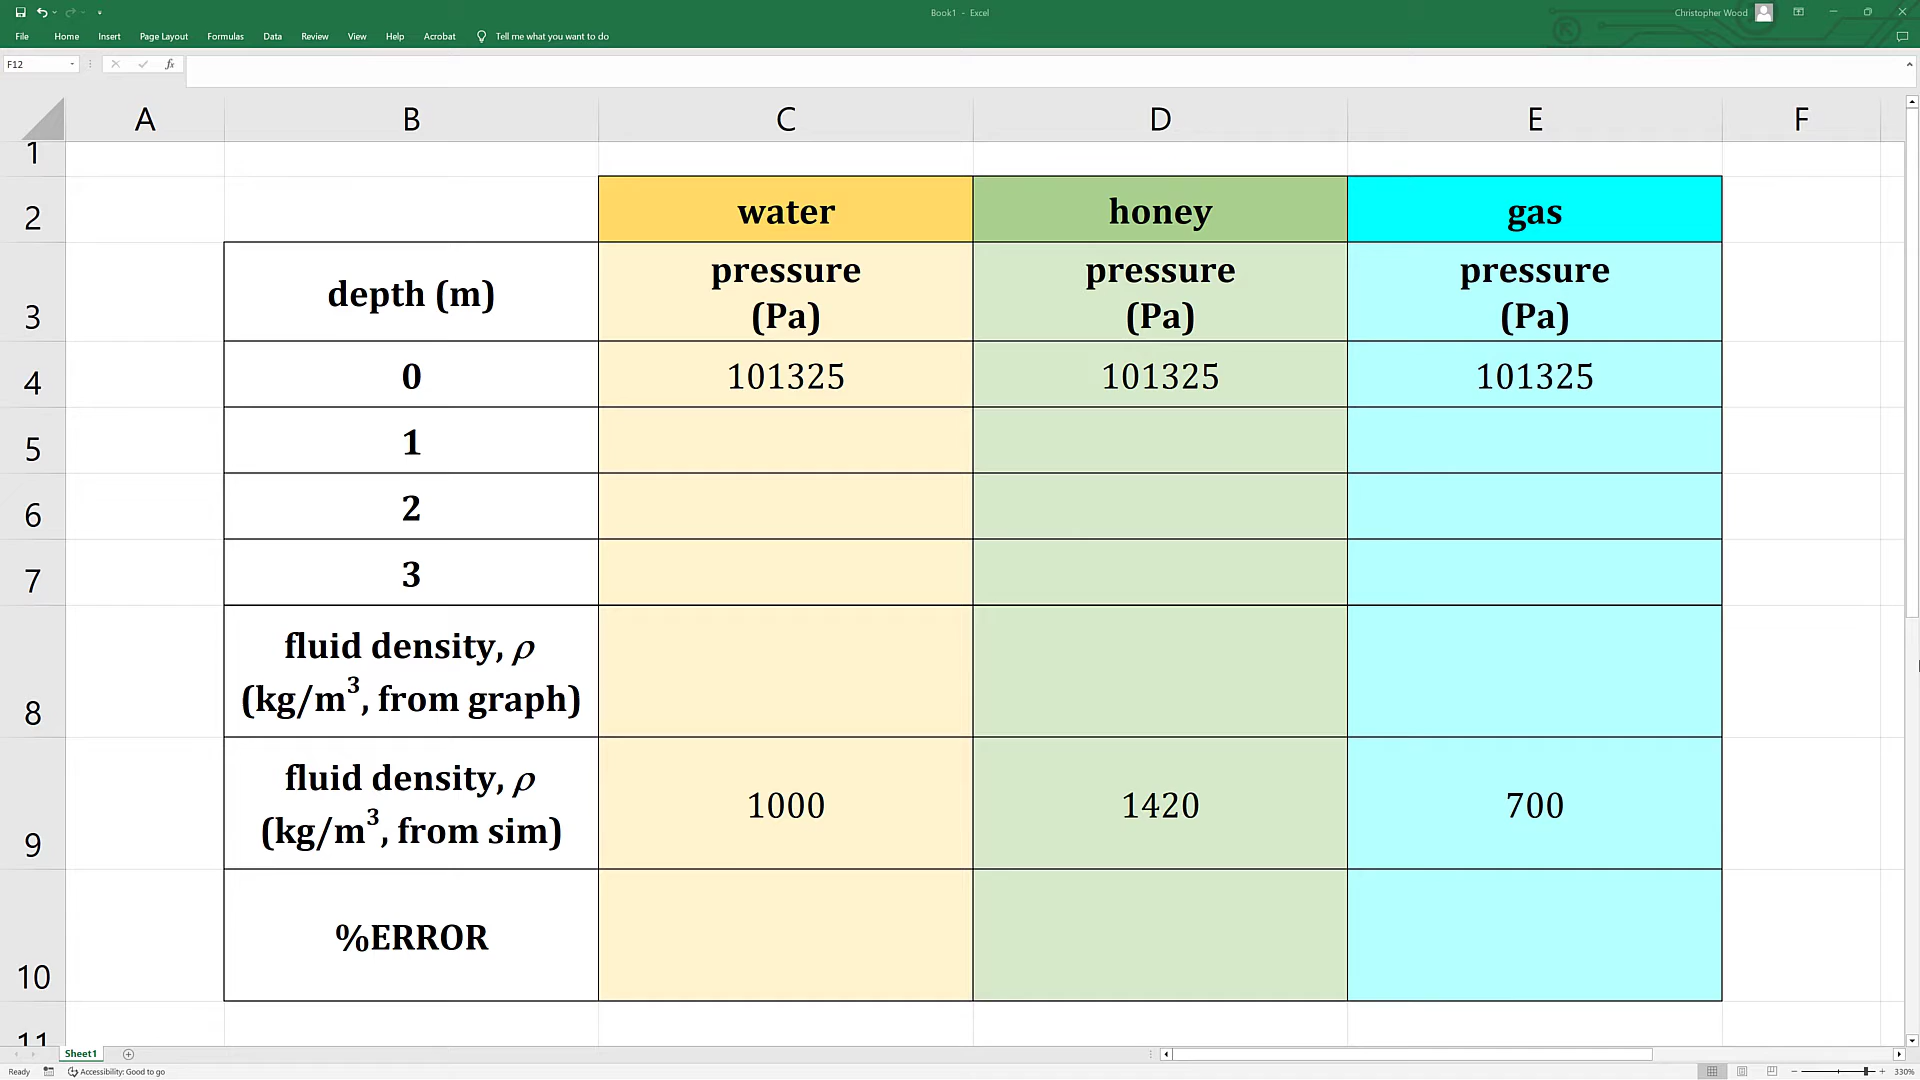 Book1 - Excel
Christopher Wood
File Home Insert Page Layout Formulas Data Review View Help Acrobat Tell me what you want to do
F12
fx
A B C D E F
1
2 water honey gas
3 depth (m) pressure (Pa) pressure (Pa) pressure (Pa)
4 0 101325 101325 101325
5 1
6 2
7 3
8 fluid density, ρ
(kg/m³, from graph)
9 fluid density, ρ
(kg/m³, from sim) 1000 1420 700
10 %ERROR
11
Sheet1
Ready Accessibility: Good to go 330%